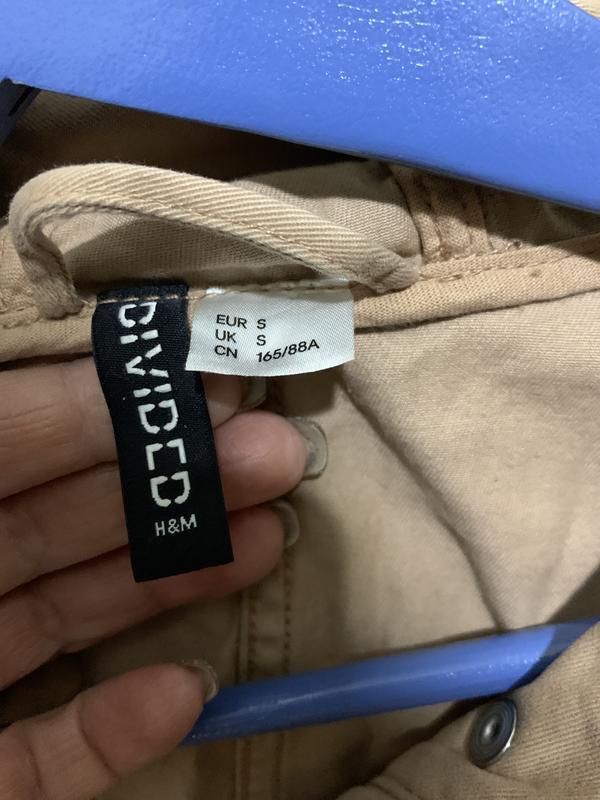 DIVIDED
H&M
EUR S
UK S
CN 165/88A